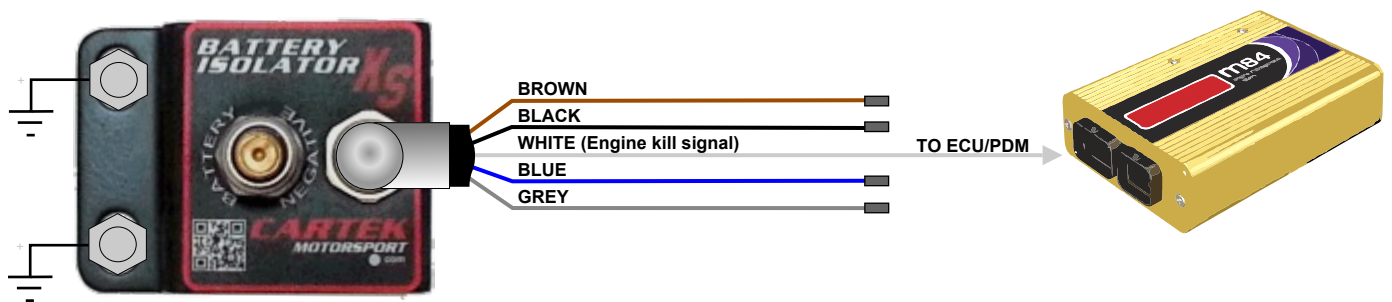 BATTERY
ISOLATOR
XS
BATTERY
NEGATIVE
CARTEK
MOTORSPORT
com
BROWN
BLACK
WHITE (Engine kill signal)
BLUE
GREY
TO ECU/PDM
m84